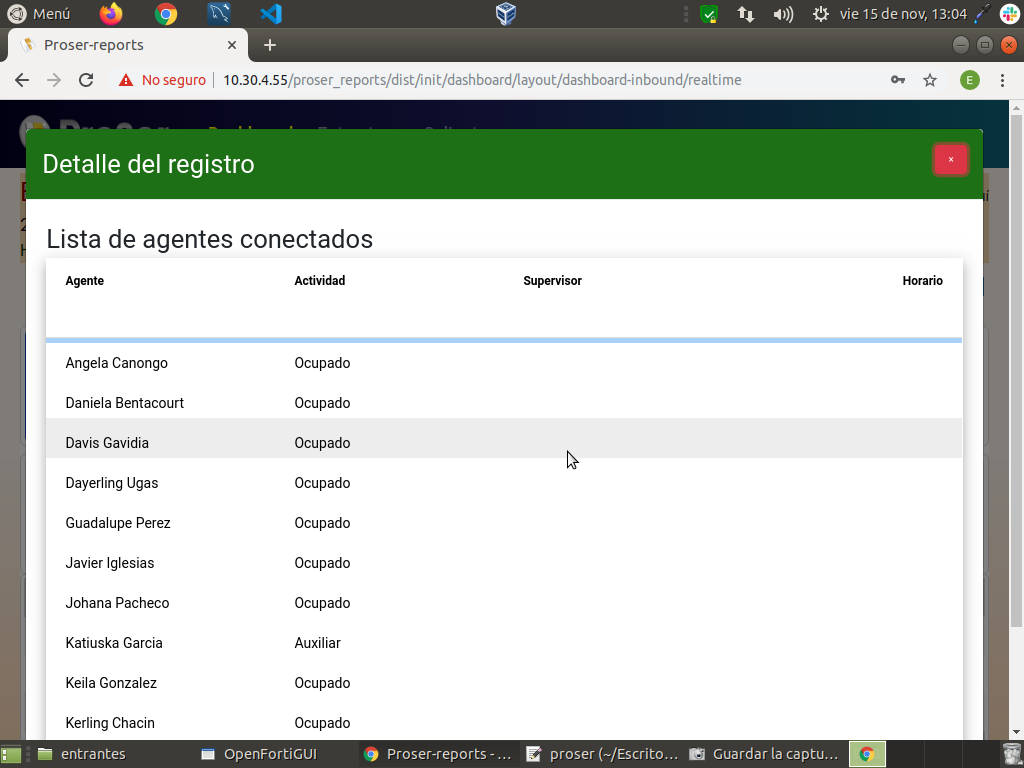 Menú
vie 15 de nov, 13:04
Proser-reports
No seguro
10.30.4.55/proser_reports/dist/init/dashboard/layout/dashboard-inbound/realtime
E
Detalle del registro
×
Lista de agentes conectados
Agente Actividad Supervisor Horario
Angela Canongo Ocupado
Daniela Bentacourt Ocupado
Davis Gavidia Ocupado
Dayerling Ugas Ocupado
Guadalupe Perez Ocupado
Javier Iglesias Ocupado
Johana Pacheco Ocupado
Katiuska Garcia Auxiliar
Keila Gonzalez Ocupado
Kerling Chacin Ocupado
entrantes OpenFortiGUI Proser-reports - ... proser (~/Escrito... Guardar la captu...